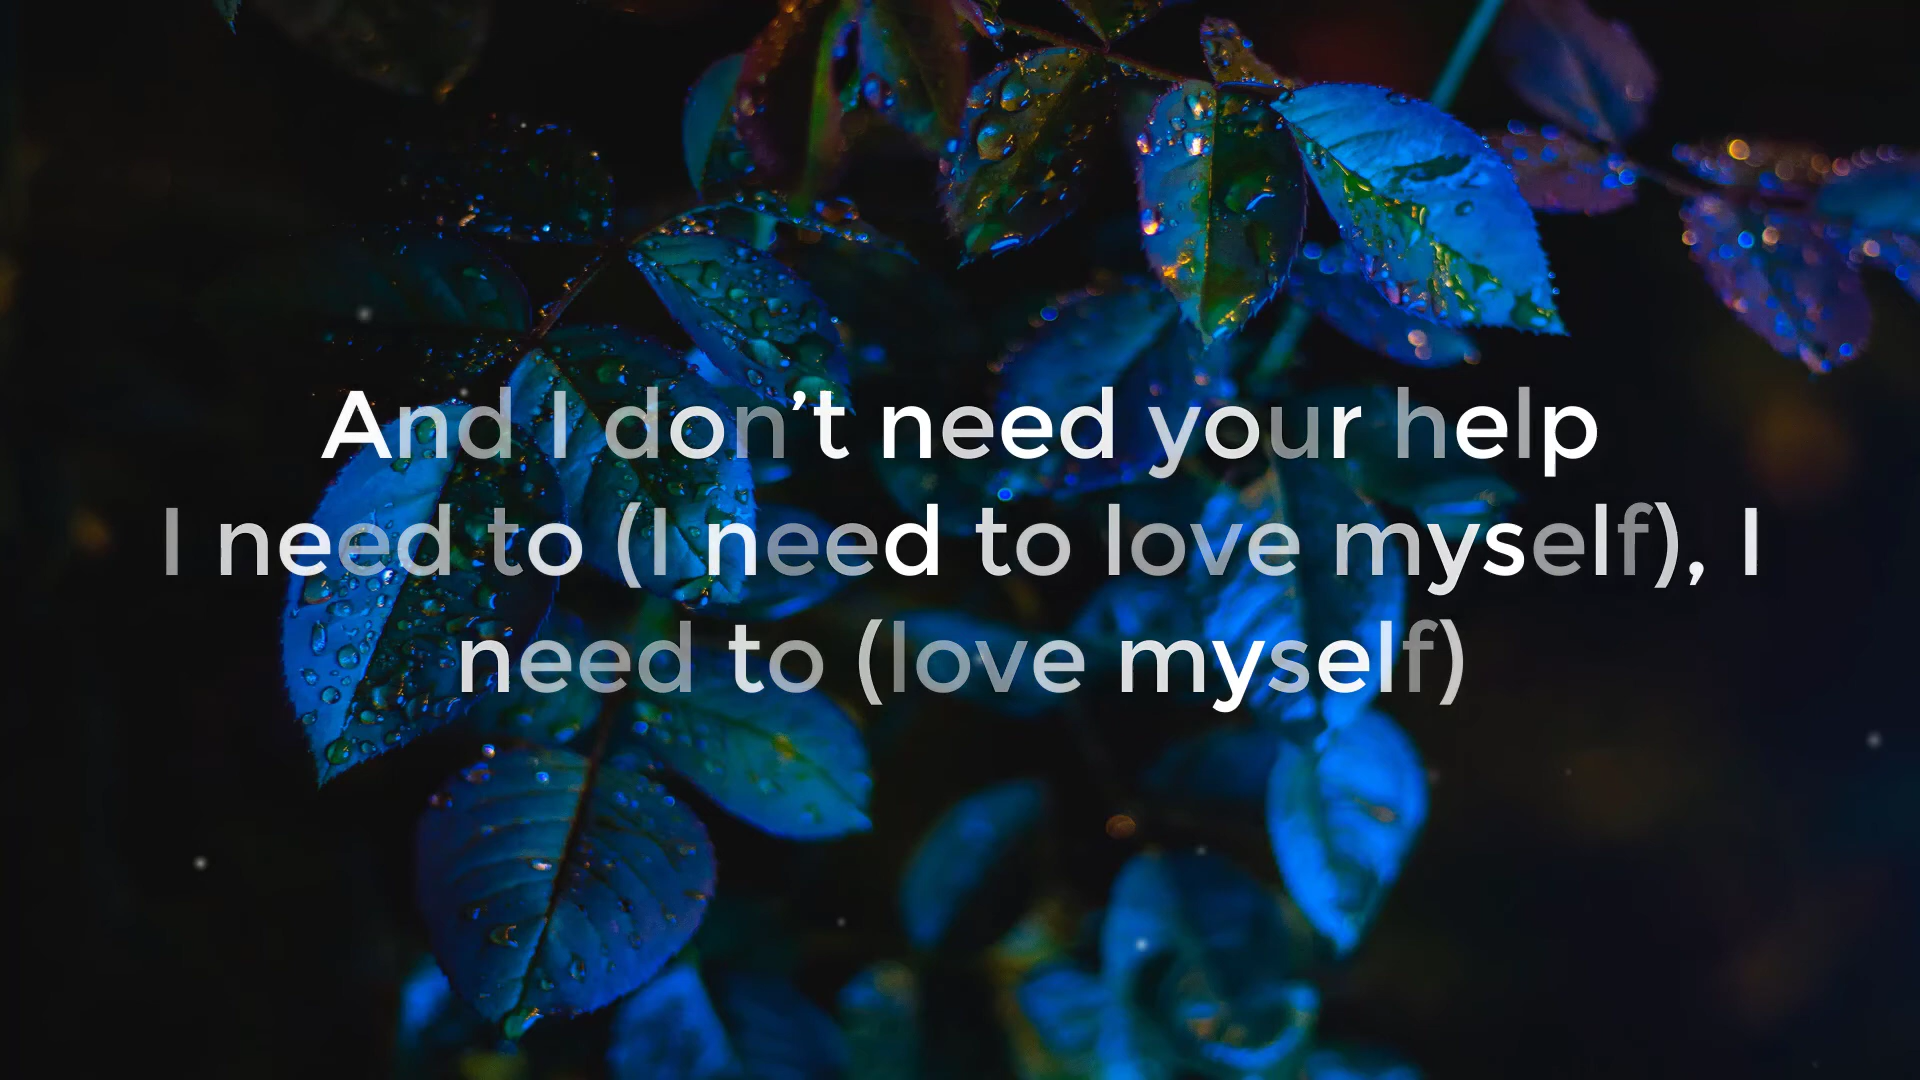 And I don’t need your help
I need to (I need to love myself), I
need to (love myself)